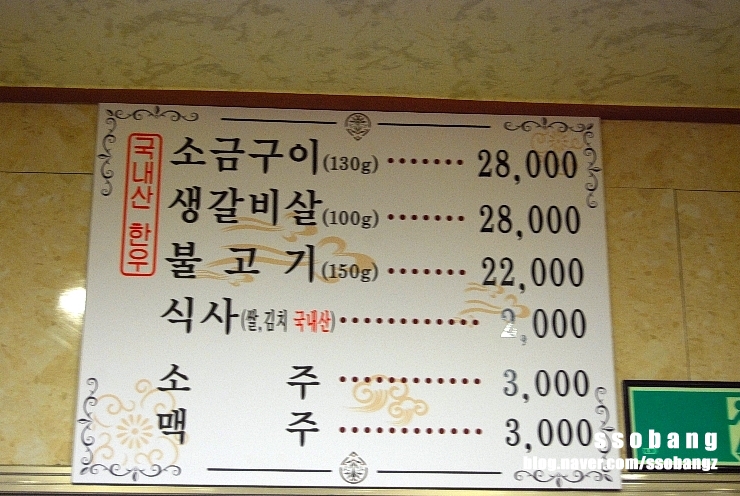 국내산 한우
소금구이(130g) ······· 28,000
생갈비살(100g) ······· 28,000
불 고 기(150g) ······· 22,000
식사(쌀,김치 국내산) ············ 2,000
소 주 ············ 3,000
맥 주 ············ 3,000
ssobang
blog.naver.com/ssobangz